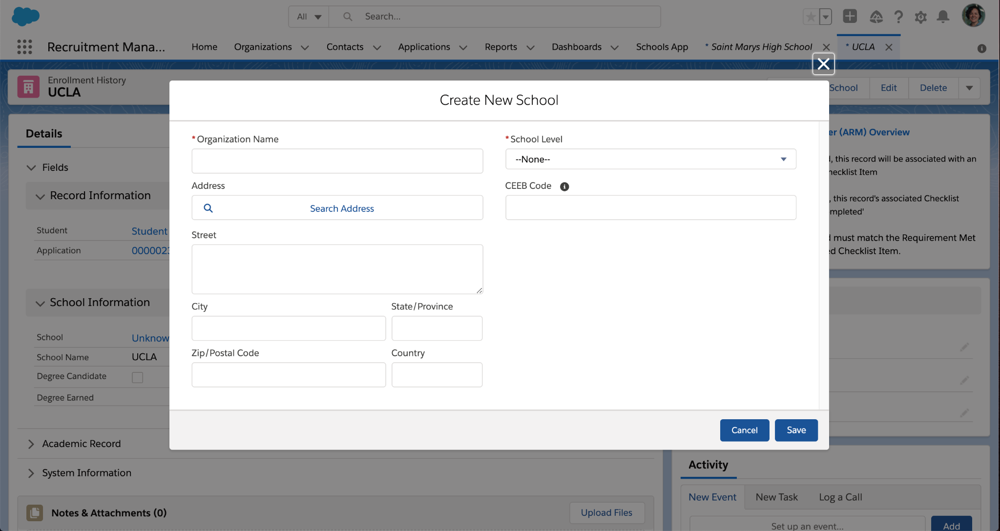 All
Search...
Recruitment Mana...
Home
Organizations
Contacts
Applications
Reports
Dashboards
Schools App
* Saint Marys High School
* UCLA
Enrollment History
UCLA
School
Edit
Delete
Create New School
Details
Fields
Record Information
Student
Student
Application
0000023
School Information
School
Unknow
School Name
UCLA
Degree Candidate
Degree Earned
Academic Record
System Information
Notes & Attachments (0)
Upload Files
* Organization Name
* School Level
--None--
Address
CEEB Code
Search Address
Street
City
State/Province
Zip/Postal Code
Country
Cancel
Save
(ARM) Overview
, this record will be associated with an
Item
, this record's associated Checklist
must match the Requirement Met
Checklist Item.
Activity
New Event
New Task
Log a Call
Set up an event...
Add